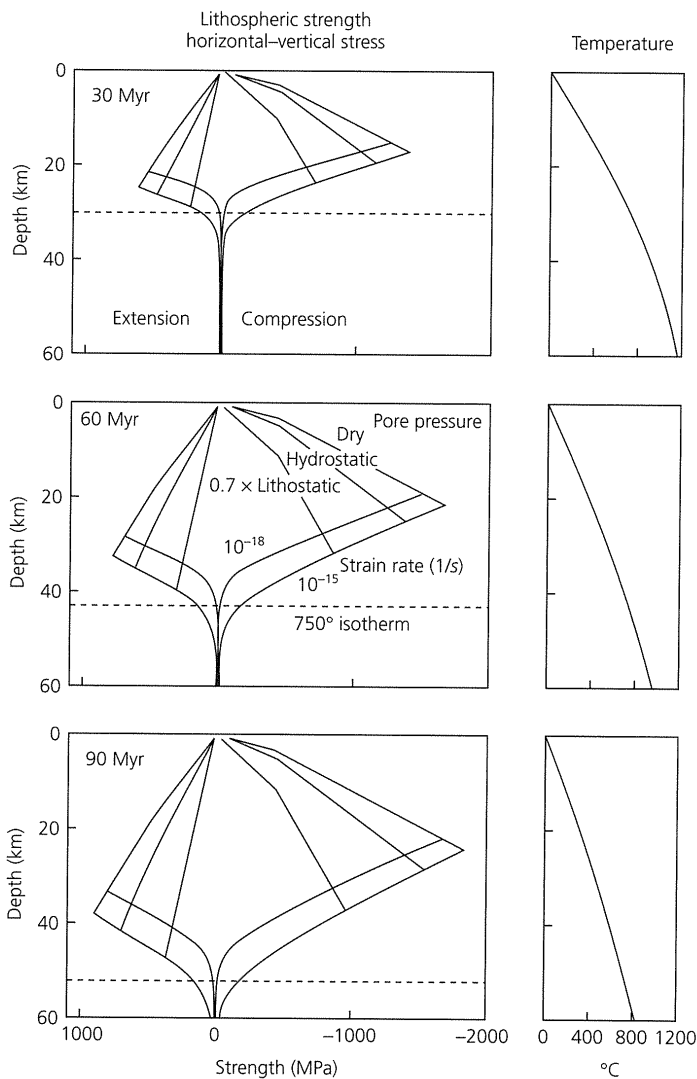 Lithospheric strength
horizontal–vertical stress
Temperature
0
20
40
60
Depth (km)
30 Myr
Extension
Compression
0
20
40
60
Depth (km)
60 Myr
Pore pressure
Dry
Hydrostatic
0.7 × Lithostatic
10⁻¹⁸
Strain rate (1/s)
10⁻¹⁵
750° isotherm
0
20
40
60
Depth (km)
90 Myr
1000
0
−1000
−2000
Strength (MPa)
0
400
800
1200
°C